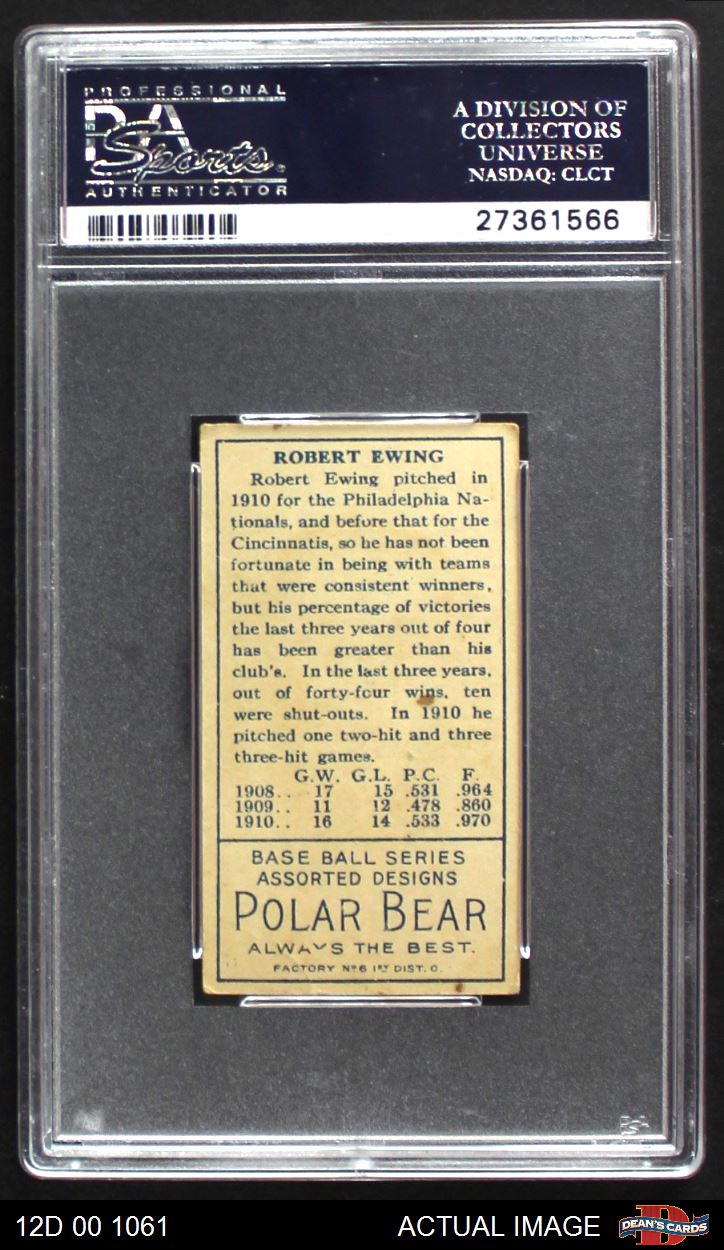 PROFESSIONAL
PSA
Sports
AUTHENTICATOR
A DIVISION OF
COLLECTORS
UNIVERSE
NASDAQ: CLCT
27361566
ROBERT EWING
Robert Ewing pitched in
1910 for the Philadelphia Na-
tionals, and before that for the
Cincinnatis, so he has not been
fortunate in being with teams
that were consistent winners,
but his percentage of victories
the last three years out of four
has been greater than his
club's. In the last three years,
out of forty-four wins, ten
were shut-outs. In 1910 he
pitched one two-hit and three
three-hit games.
G.W. G.L. P.C. F.
1908.. 17 15 .531 .964
1909.. 11 12 .478 .860
1910.. 16 14 .533 .970
BASE BALL SERIES
ASSORTED DESIGNS
POLAR BEAR
ALWAYS THE BEST.
FACTORY Nº 6 1ST DIST. O.
PSA
12D 00 1061
ACTUAL IMAGE
DEAN'S CARDS